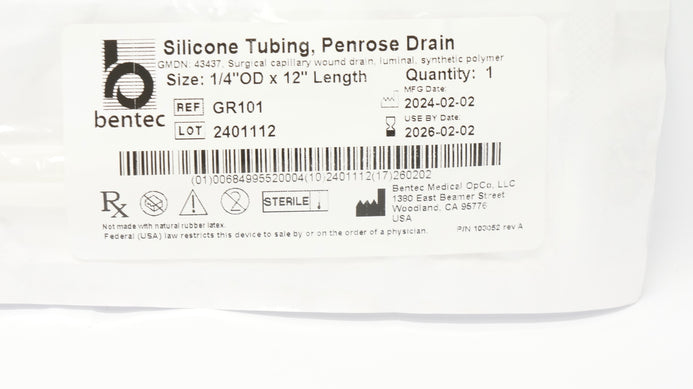 bentec
Silicone Tubing, Penrose Drain
GMDN: 43437, Surgical capillary wound drain, luminal, synthetic polymer
Size: 1/4"OD x 12" Length
Quantity: 1
REF GR101
MFG Date:
2024-02-02
LOT 2401112
USE BY Date:
2026-02-02
(01)00684995520004(10)2401112(17)260202
Rx
2
STERILE
Bentec Medical OpCo, LLC
1380 East Beamer Street
Woodland, CA 95776
USA
Not made with natural rubber latex.
Federal (USA) law restricts this device to sale by or on the order of a physician.
P/N 103052 rev A